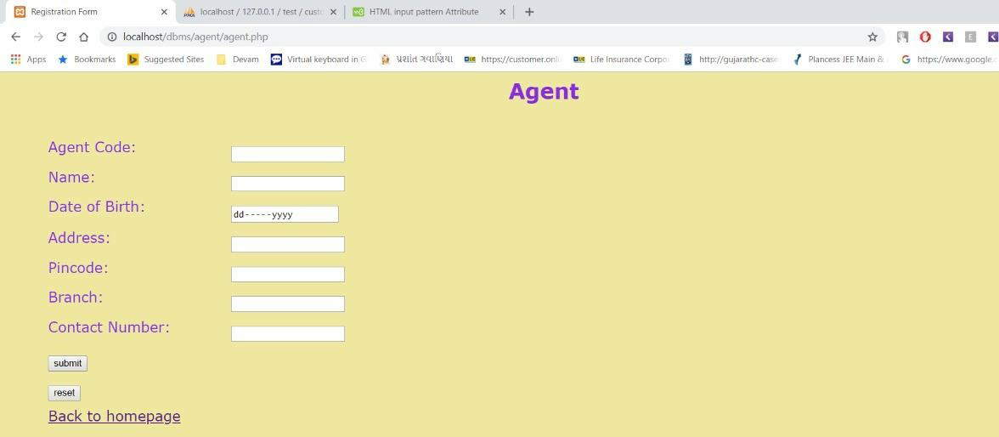 Registration Form
localhost / 127.0.0.1 / test / custo
HTML input pattern Attribute
localhost/dbms/agent/agent.php
Apps Bookmarks Suggested Sites Devam Virtual keyboard in G પ્રશાંત ગવાણિયા https://customer.onli Life Insurance Corpo http://gujarathc-case Plancess JEE Main & https://www.google.c
Agent
Agent Code:
Name:
Date of Birth:
dd-----yyyy
Address:
Pincode:
Branch:
Contact Number:
submit
reset
Back to homepage